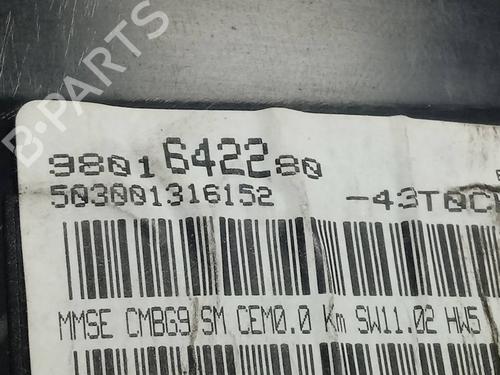 B-PARTS
9801642280
503001316152
-43T0C
MMSE CMBG9 SM CEM0.0 Km SW11.02 HW5